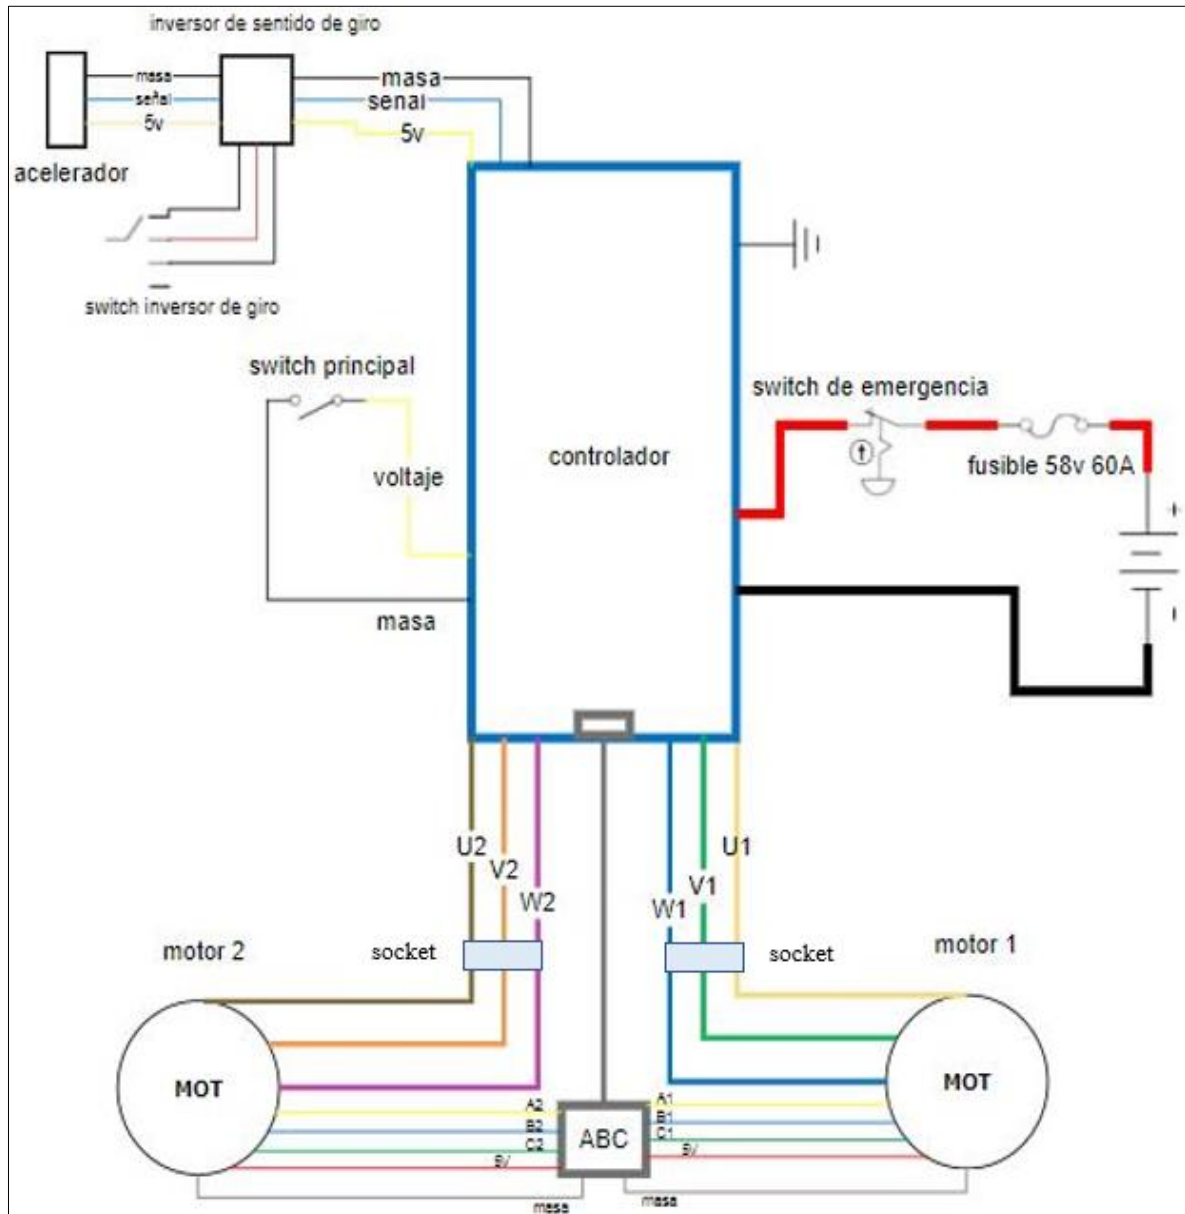 inversor de sentido de giro
masa
masa
señal
senal
5v
5v
acelerador
switch inversor de giro
switch principal
switch de emergencia
controlador
fusible 58v 60A
voltaje
+
masa
U2
U1
V2
V1
W2
W1
motor 2
socket
socket
motor 1
MOT
MOT
A2
A1
B2
B1
C2
C1
ABC
masa
masa